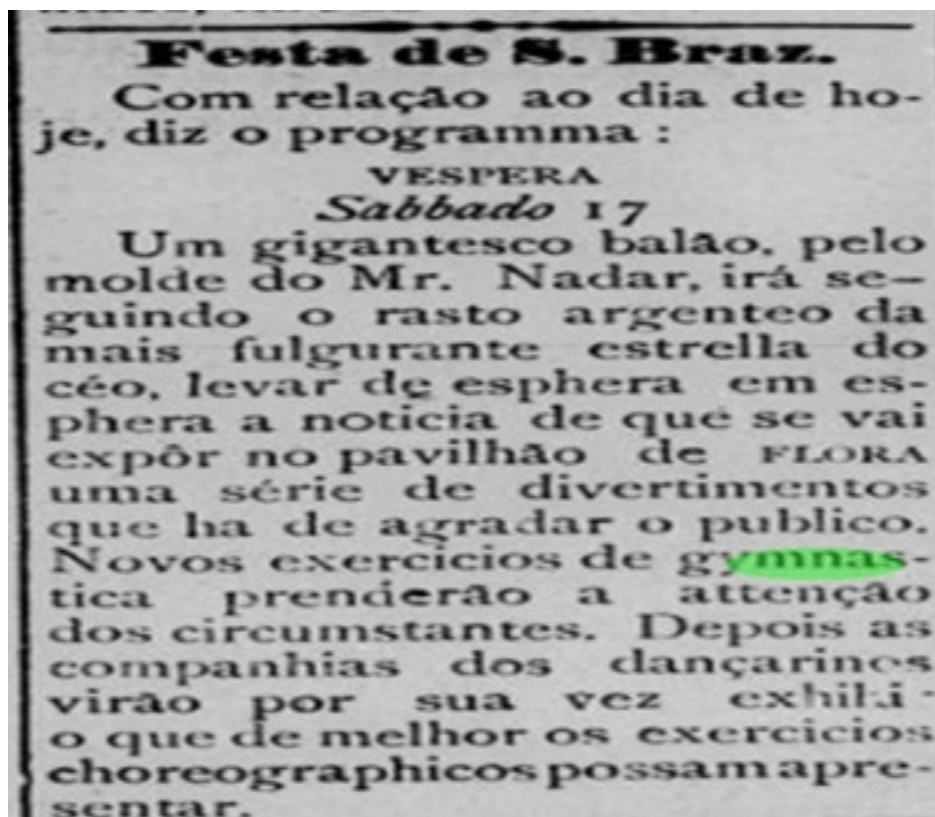 Festa de S. Braz.
Com relação ao dia de ho-
je, diz o programma :
VESPERA
Sabbado 17
Um gigantesco balão, pelo
molde do Mr. Nadar, irá se-
guindo o rasto argenteo da
mais fulgurante estrella do
céo, levar de esphera em es-
phera a noticia de que se vai
expôr no pavilhão de FLORA
uma série de divertimentos
que ha de agradar o publico.
Novos exercicios de gymnas-
tica prenderão a attenção
dos circumstantes. Depois as
companhias dos dançarinos
virão por sua vez
o que de melhor os exercicios
choreographicos possam apre-
sentar.